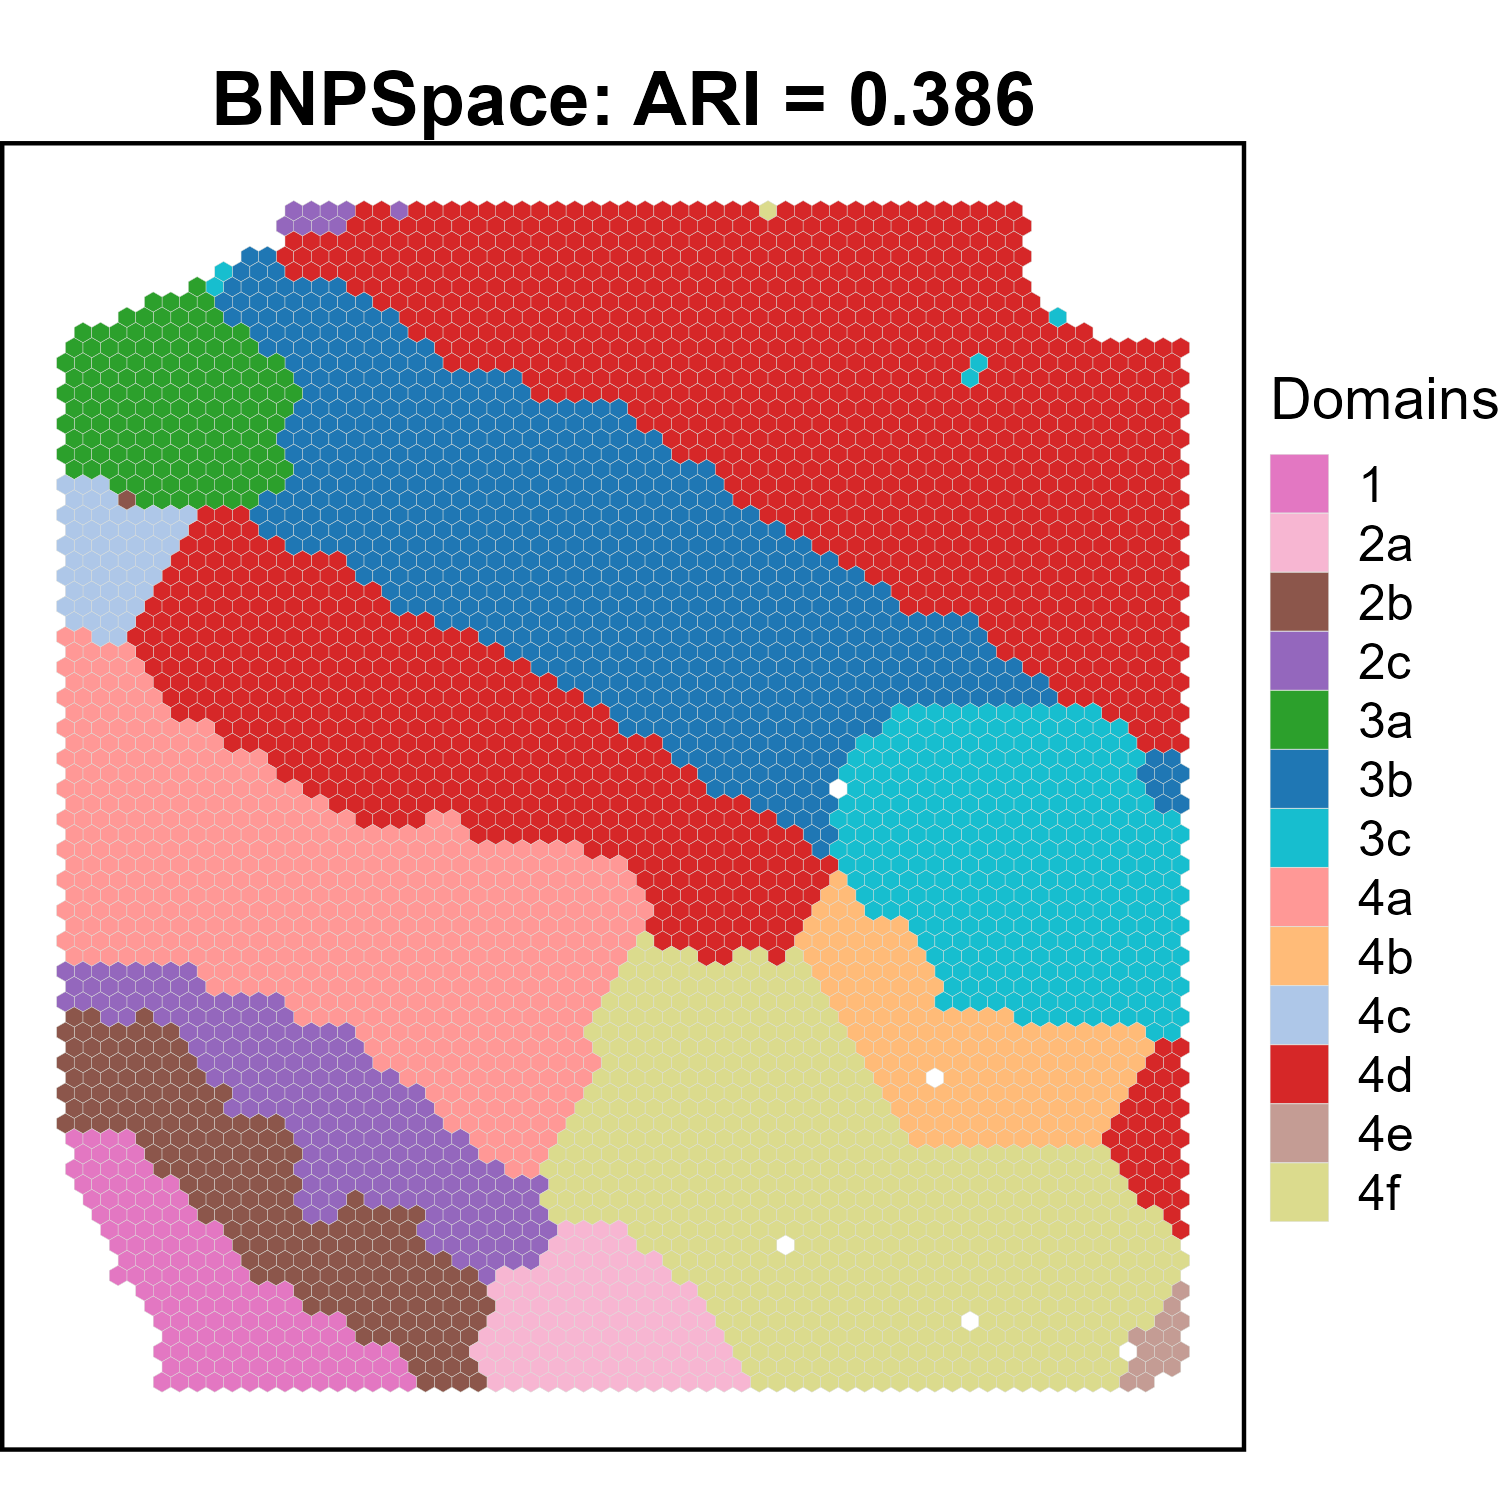 BNPSpace: ARI = 0.386
Domains
1
2a
2b
2c
3a
3b
3c
4a
4b
4c
4d
4e
4f